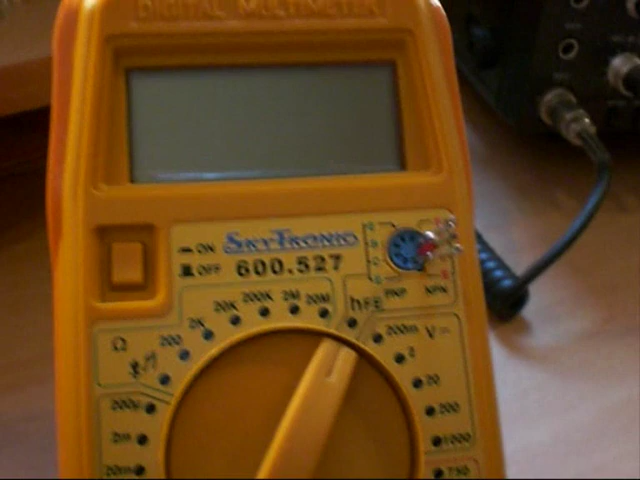 DIGITAL MULTIMETER
ON SKYTRONIC
OFF 600.527
PNP NPN
hFE
2K 20K 200K 2M 20M
Ω 200
200m V
2
20
200
1000
750
200µ
2m
20m